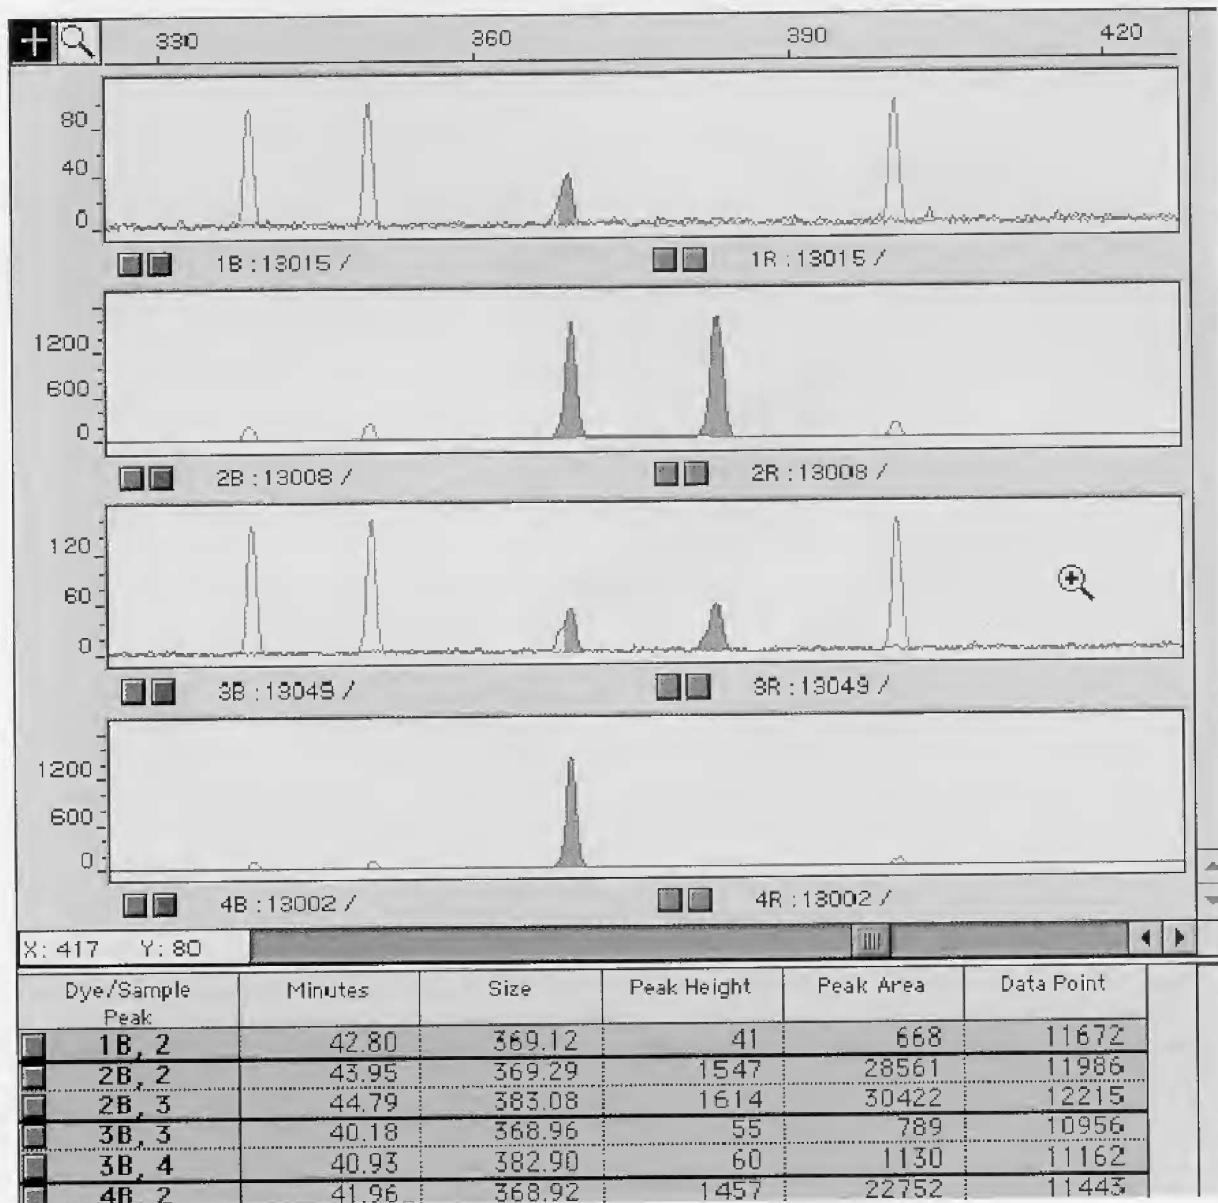 330 360 390 420
80
40
0
1B : 13015 / 1R : 13015 /
1200
600
0
2B : 13008 / 2R : 13008 /
120
60
0
3B : 13049 / 3R : 13049 /
1200
600
0
4B : 13002 / 4R : 13002 /
X: 417 Y: 80
Dye/Sample Peak Minutes Size Peak Height Peak Area Data Point
1B, 2 42.80 369.12 41 668 11672
2B, 2 43.95 369.29 1547 28561 11986
2B, 3 44.79 383.08 1614 30422 12215
3B, 3 40.18 368.96 55 789 10956
3B, 4 40.93 382.90 60 1130 11162
4B, 2 41.96 368.92 1457 22752 11443